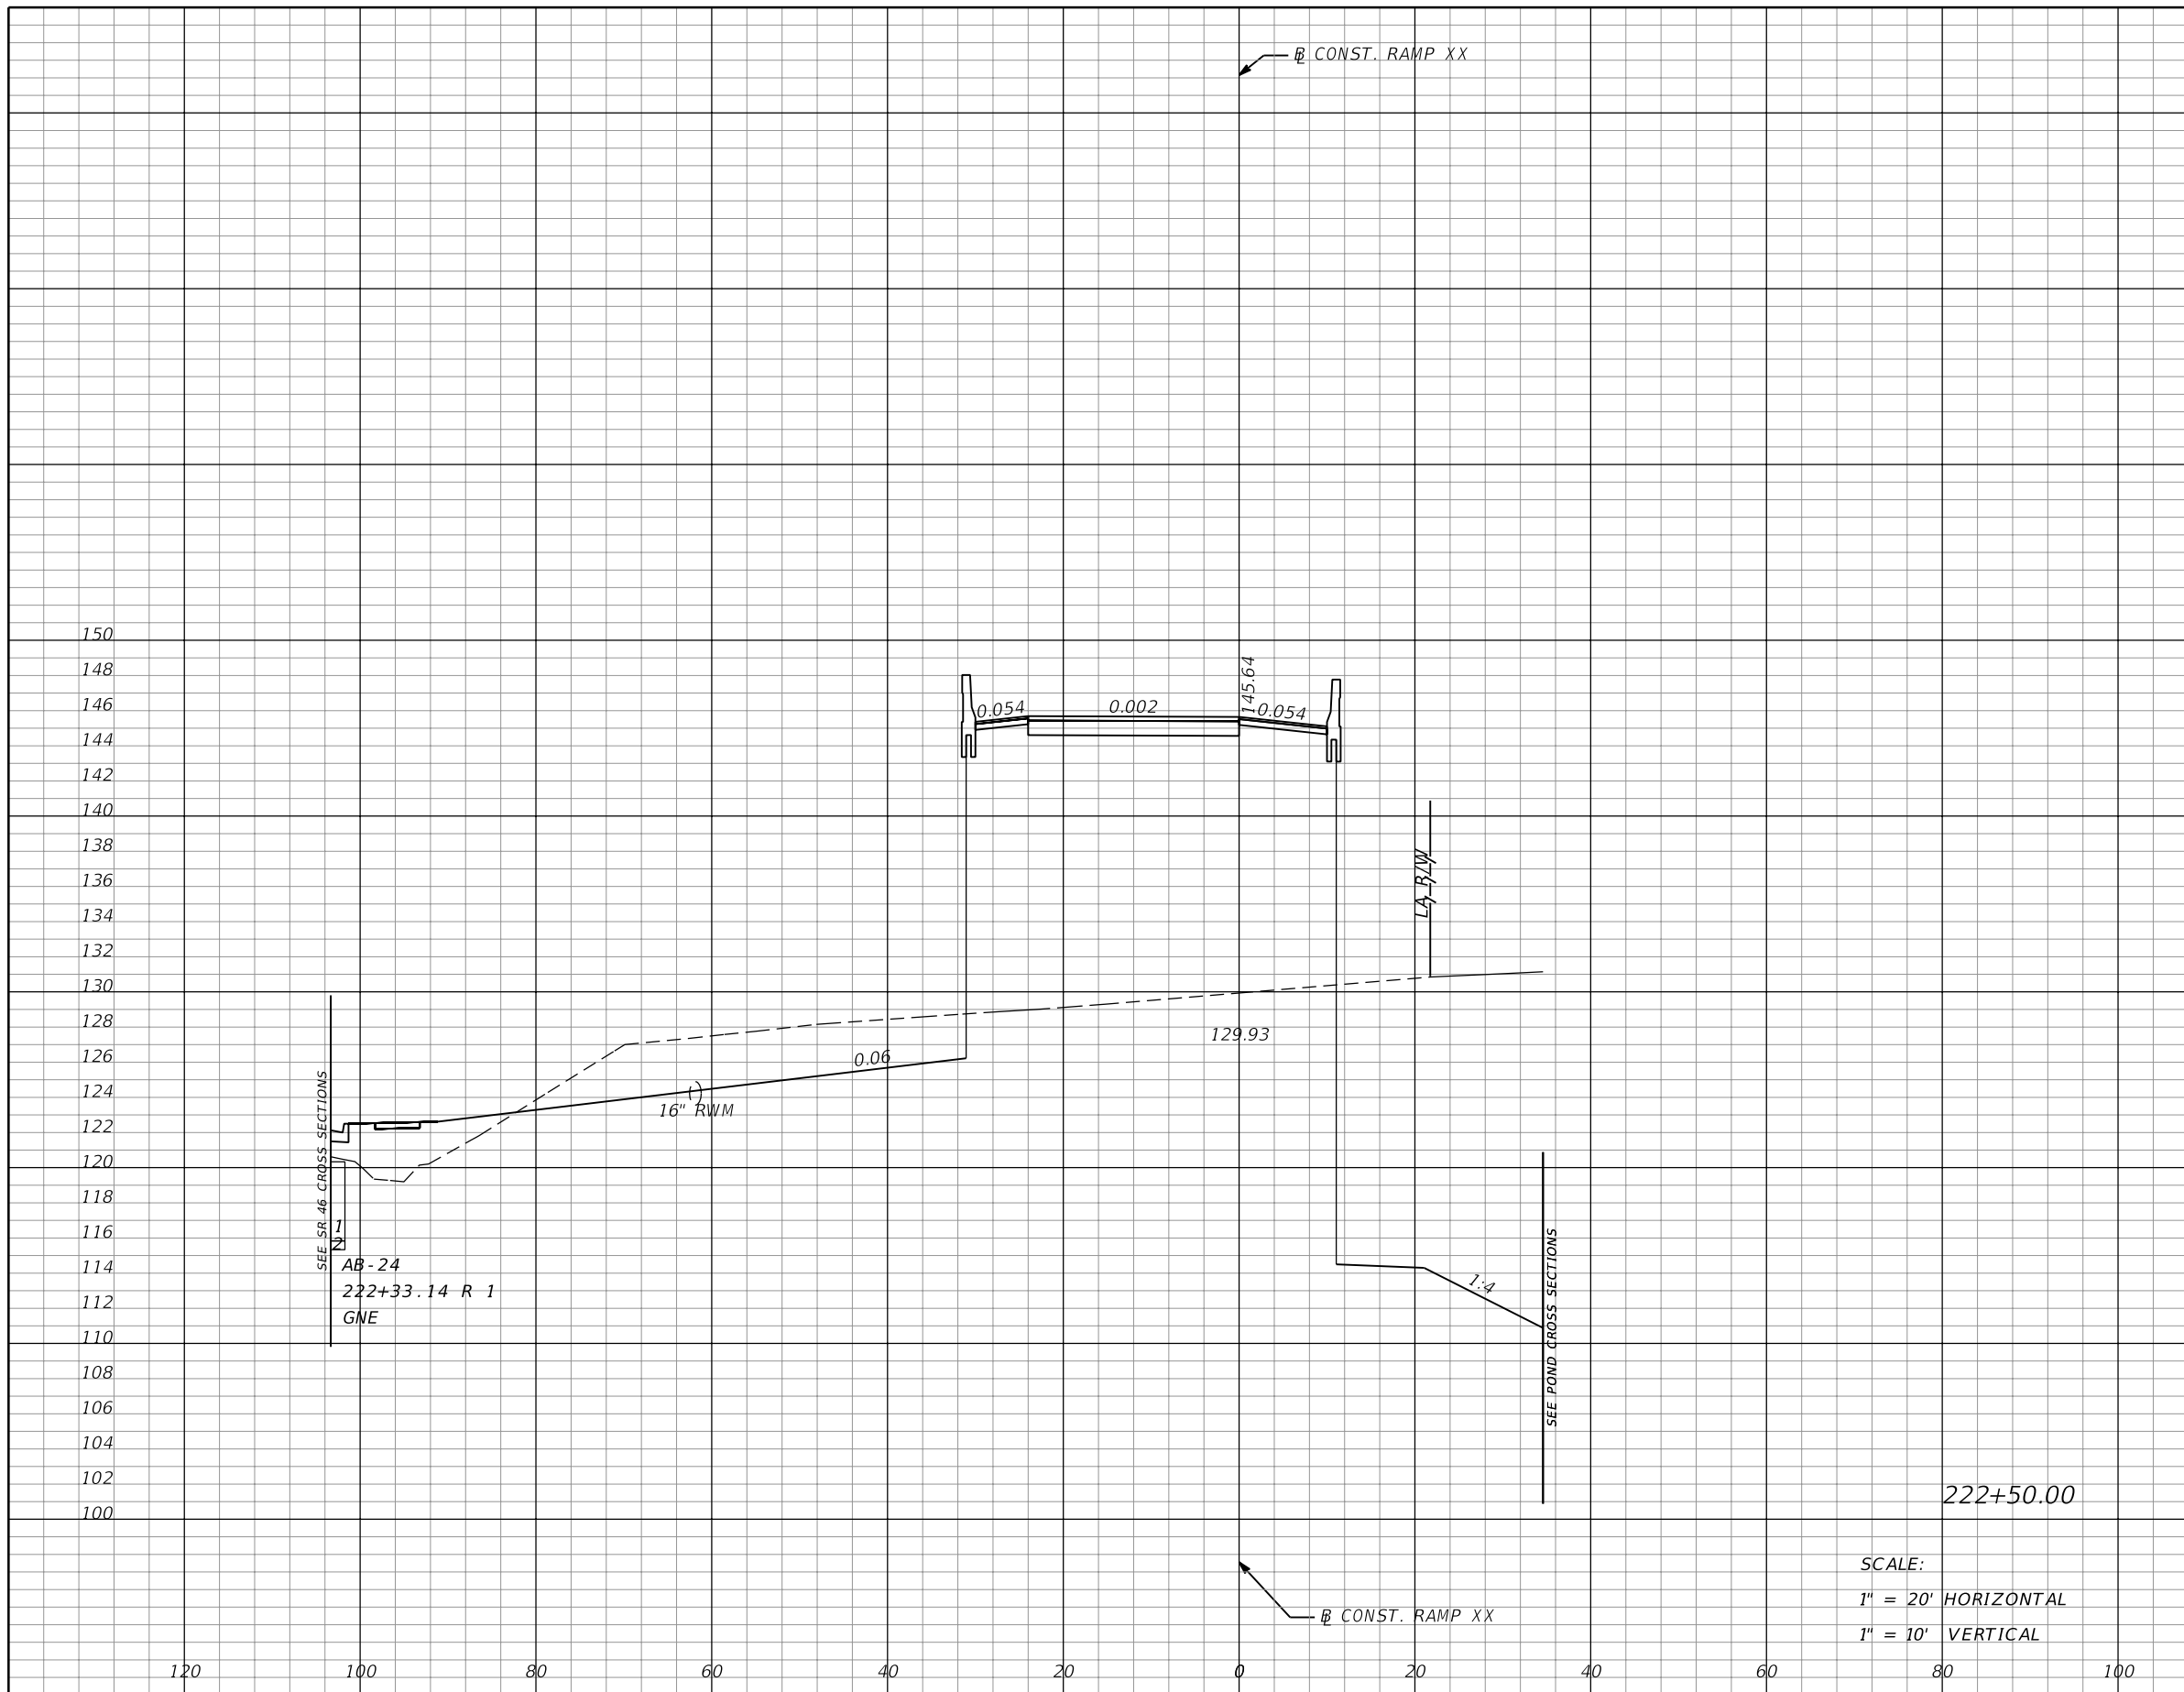 ℄ CONST. RAMP XX
150
148
146
144
142
140
138
136
134
132
130
128
126
124
122
120
118
116
114
112
110
108
106
104
102
100
0.054
0.002
145.64
-0.054
LA R/W
129.93
0.06
16" RWM
SEE SR 46 CROSS SECTIONS
1
2
AB-24
222+33.14 R 1
GNE
1:4
SEE POND CROSS SECTIONS
222+50.00
SCALE:
1" = 20' HORIZONTAL
1" = 10' VERTICAL
℄ CONST. RAMP XX
120 100 80 60 40 20 0 20 40 60 80 100